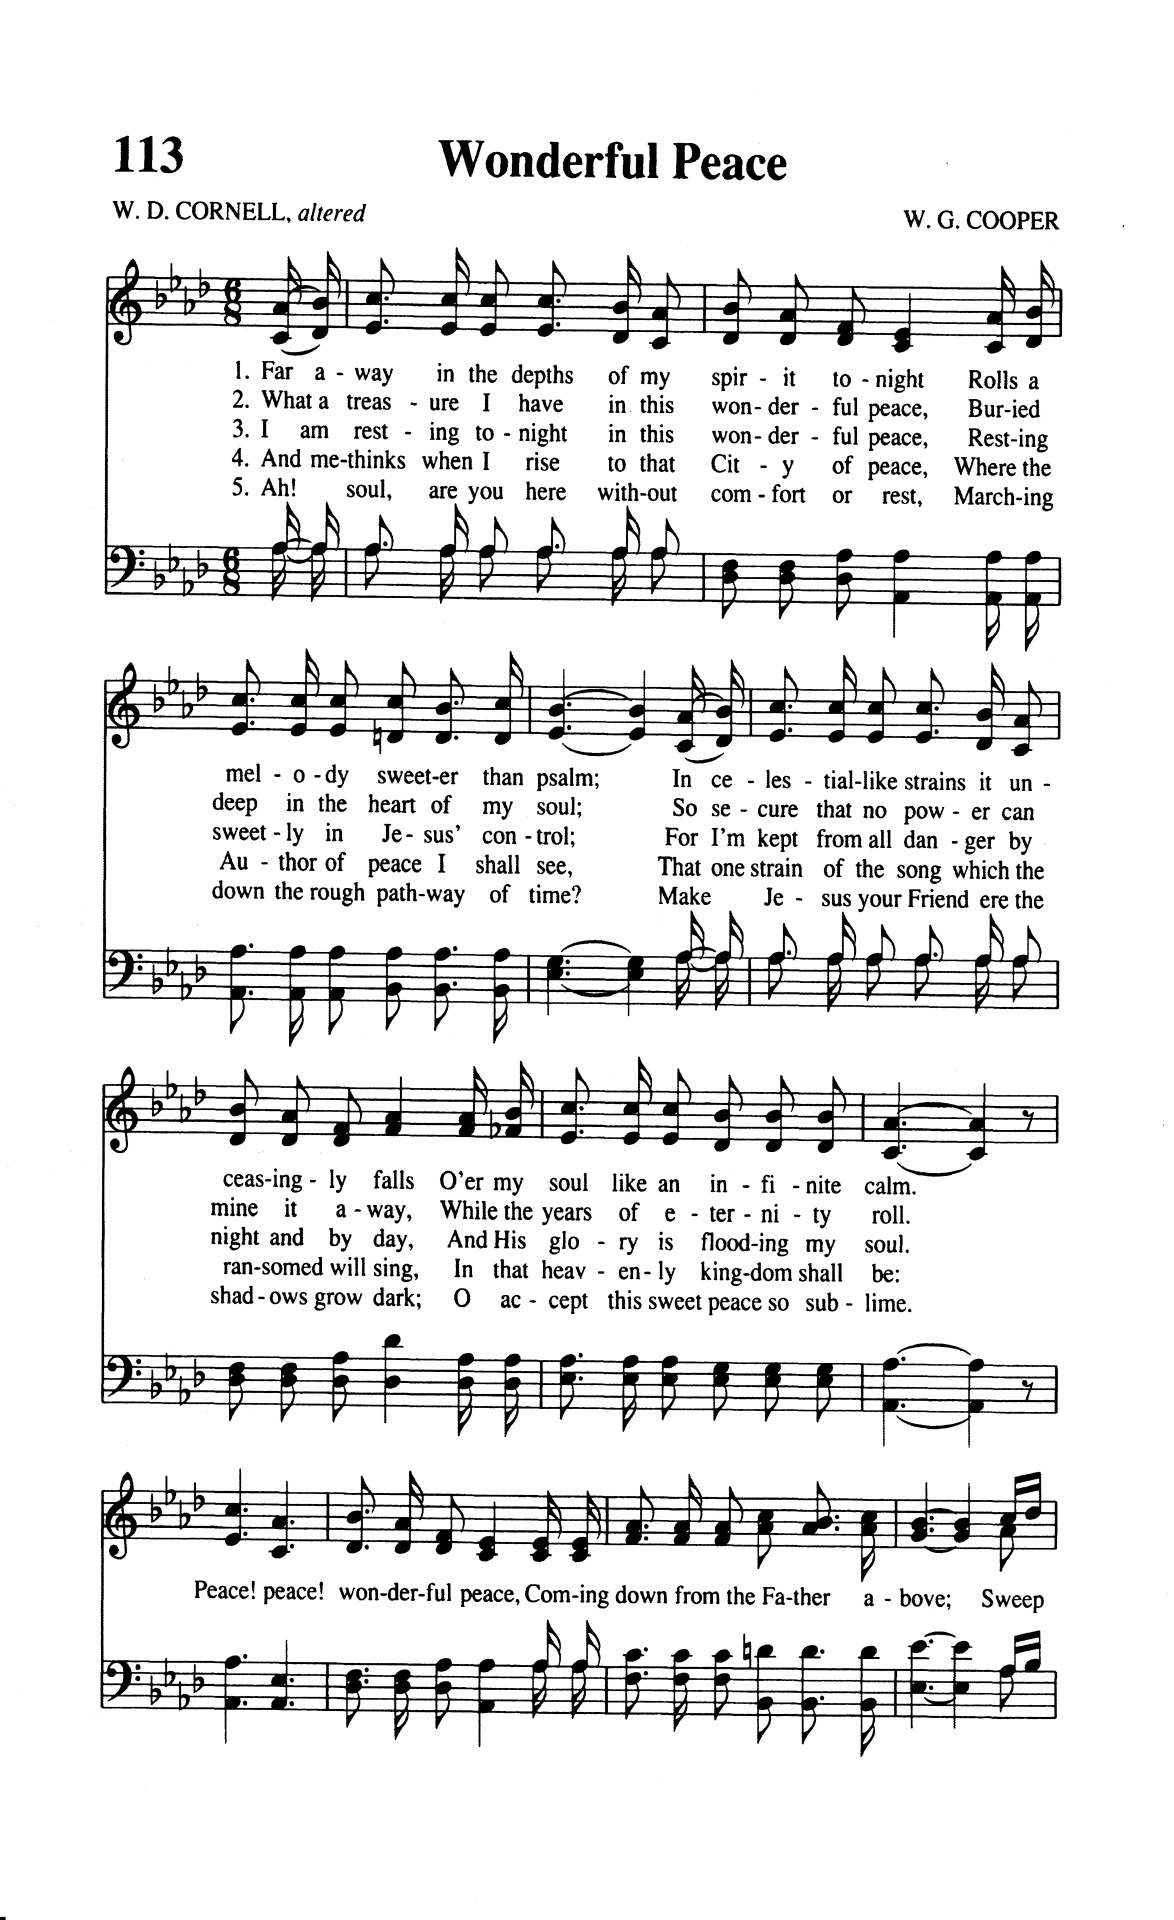 113
Wonderful Peace
W. D. CORNELL, altered
W. G. COOPER
1. Far a - way in the depths of my spir - it to - night Rolls a
2. What a treas - ure I have in this won- der - ful peace, Bur-ied
3. I am rest - ing to - night in this won- der - ful peace, Rest-ing
4. And me-thinks when I rise to that Cit - y of peace, Where the
5. Ah! soul, are you here with-out com - fort or rest, March-ing
mel - o - dy sweet-er than psalm; In ce - les - tial-like strains it un -
deep in the heart of my soul; So se - cure that no pow - er can
sweet - ly in Je- sus' con - trol; For I'm kept from all dan - ger by
Au - thor of peace I shall see, That one strain of the song which the
down the rough path-way of time? Make Je - sus your Friend ere the
ceas-ing - ly falls O'er my soul like an in - fi - nite calm.
mine it a - way, While the years of e - ter - ni - ty roll.
night and by day, And His glo - ry is flood-ing my soul.
ran-somed will sing, In that heav - en- ly king-dom shall be:
shad - ows grow dark; O ac - cept this sweet peace so sub - lime.
Peace! peace! won-der-ful peace, Com-ing down from the Fa-ther a - bove; Sweep